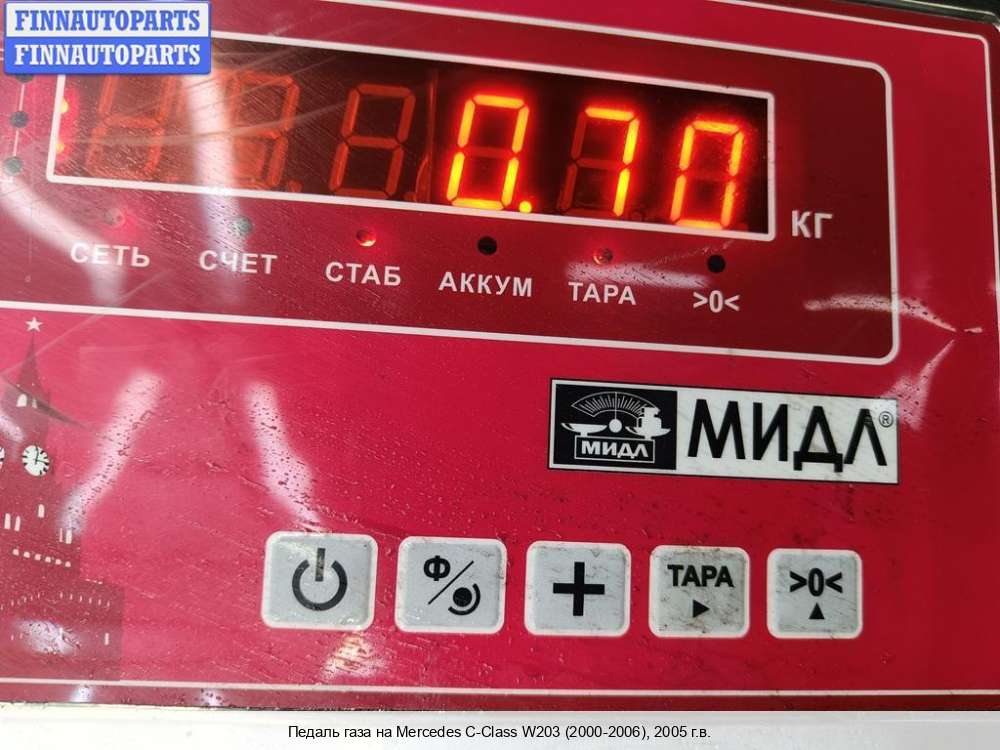 FINNAUTOPARTS
FINNAUTOPARTS
0.70
КГ
СЕТЬ СЧЕТ СТАБ АККУМ ТАРА >0<
МИДЛ МИДЛ®
Ф ТАРА >0<
Педаль газа на Mercedes C-Class W203 (2000-2006), 2005 г.в.